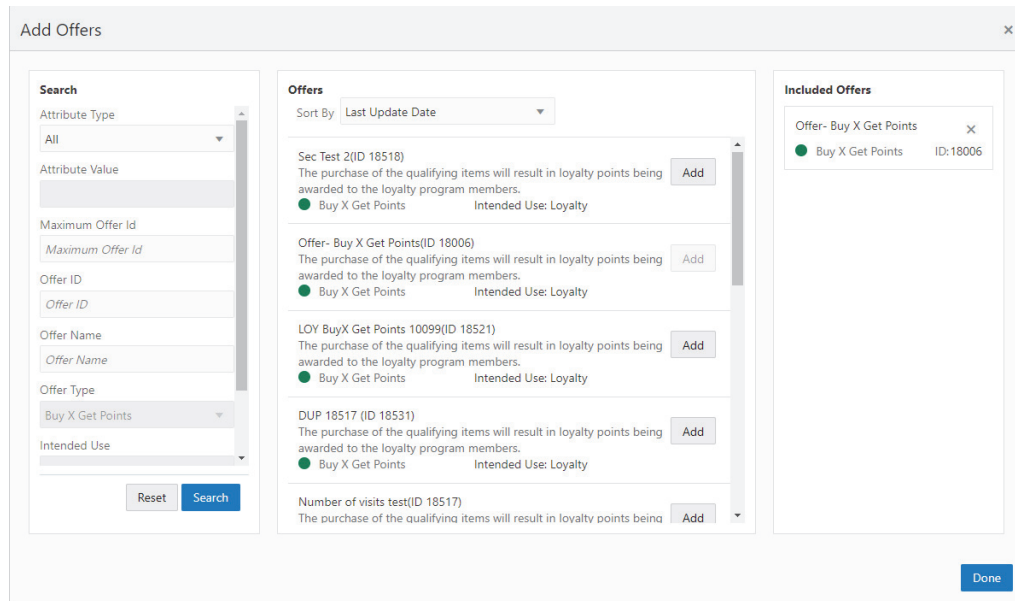 Add Offers
×
Search
Attribute Type
All
Attribute Value
Maximum Offer Id
Maximum Offer Id
Offer ID
Offer ID
Offer Name
Offer Name
Offer Type
Buy X Get Points
Intended Use
Reset
Search
Offers
Sort By
Last Update Date
Sec Test 2(ID 18518)
The purchase of the qualifying items will result in loyalty points being
awarded to the loyalty program members.
Buy X Get Points
Intended Use: Loyalty
Add
Offer- Buy X Get Points(ID 18006)
The purchase of the qualifying items will result in loyalty points being
awarded to the loyalty program members.
Buy X Get Points
Intended Use: Loyalty
Add
LOY BuyX Get Points 10099(ID 18521)
The purchase of the qualifying items will result in loyalty points being
awarded to the loyalty program members.
Buy X Get Points
Intended Use: Loyalty
Add
DUP 18517 (ID 18531)
The purchase of the qualifying items will result in loyalty points being
awarded to the loyalty program members.
Buy X Get Points
Intended Use: Loyalty
Add
Number of visits test(ID 18517)
The purchase of the qualifying items will result in loyalty points being
Add
Included Offers
Offer- Buy X Get Points
×
Buy X Get Points
ID:18006
Done